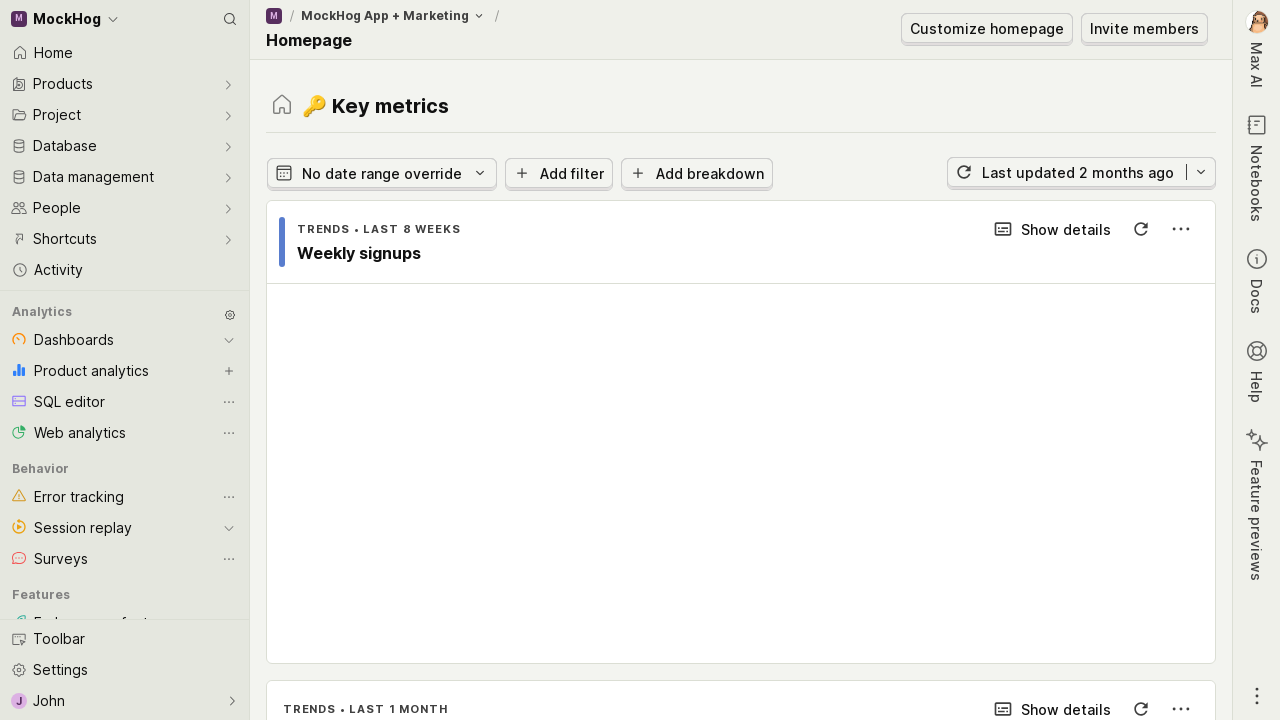 M MockHog
Home
Products
Project
Database
Data management
People
Shortcuts
Activity
Analytics
Dashboards
Product analytics
SQL editor
Web analytics
Behavior
Error tracking
Session replay
Surveys
Features
Toolbar
Settings
J John
M / MockHog App + Marketing /
Homepage
Customize homepage
Invite members
🔑 Key metrics
No date range override
Add filter
Add breakdown
Last updated 2 months ago
TRENDS • LAST 8 WEEKS
Weekly signups
Show details
TRENDS • LAST 1 MONTH
Show details
Max AI
Notebooks
Docs
Help
Feature previews